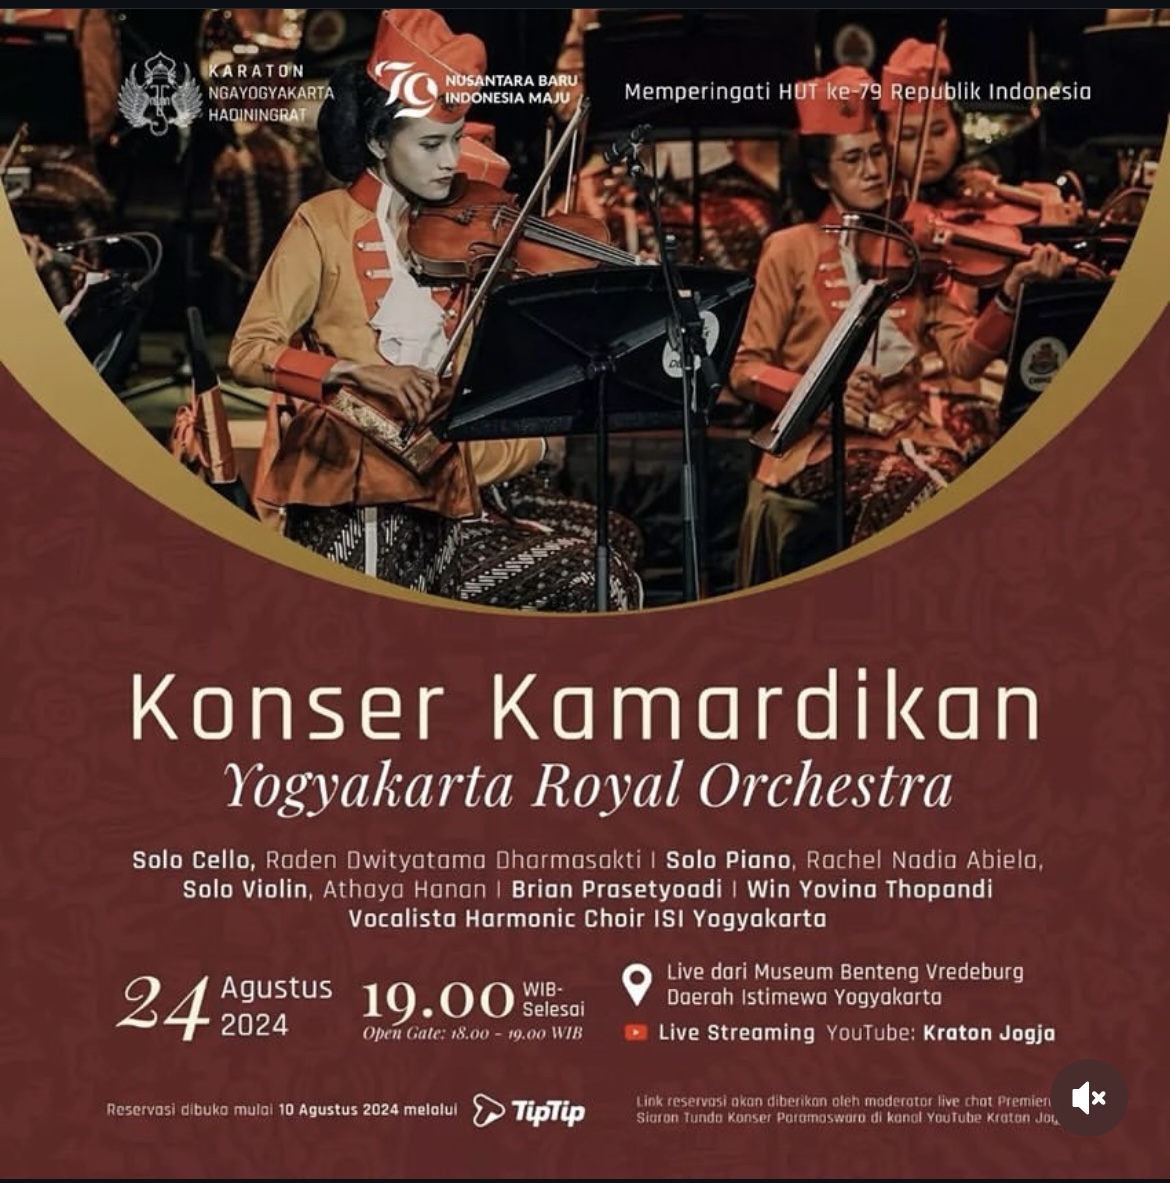 KARATON
NGAYOGYAKARTA
HADININGRAT
79 NUSANTARA BARU
INDONESIA MAJU
Memperingati HUT ke-79 Republik Indonesia
Konser Kamardikan
Yogyakarta Royal Orchestra
Solo Cello, Raden Dwityatama Dharmasakti | Solo Piano, Rachel Nadia Abiela,
Solo Violin, Athaya Hanan | Brian Prasetyoadi | Win Yovina Thopandi
Vocalista Harmonic Choir ISI Yogyakarta
24 Agustus
2024
19.00 WIB-
Selesai
Open Gate: 18.00 - 19.00 WIB
Live dari Museum Benteng Vredeburg
Daerah Istimewa Yogyakarta
Live Streaming YouTube: Kraton Jogja
Reservasi dibuka mulai 10 Agustus 2024 melalui TipTip
Link reservasi akan diberikan oleh moderator live chat
Siaran Tunda Konser Paramaswara di kanal YouTube Kraton